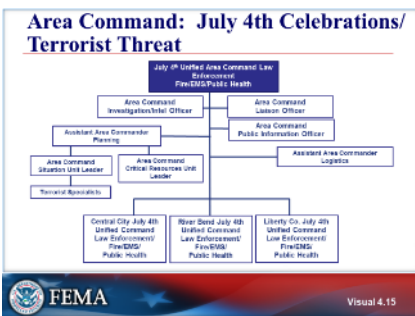 Area Command: July 4th Celebrations/
Terrorist Threat
July 4th Unified Area Command Law
Enforcement
Fire/EMS/Public Health
Area Command
Investigation/Intel Officer
Area Command
Liaison Officer
Assistant Area Commander
Planning
Area Command
Public Information Officer
Area Command
Situation Unit Leader
Area Command
Critical Resources Unit
Leader
Assistant Area Commander
Logistics
Terrorist Specialists
Central City July 4th
Unified Command
Law Enforcement/
Fire/EMS/
Public Health
River Bend July 4th
Unified Command
Law Enforcement/
Fire/EMS/
Public Health
Liberty Co. July 4th
Unified Command
Law Enforcement/
Fire/EMS/
Public Health
FEMA
Visual 4.15